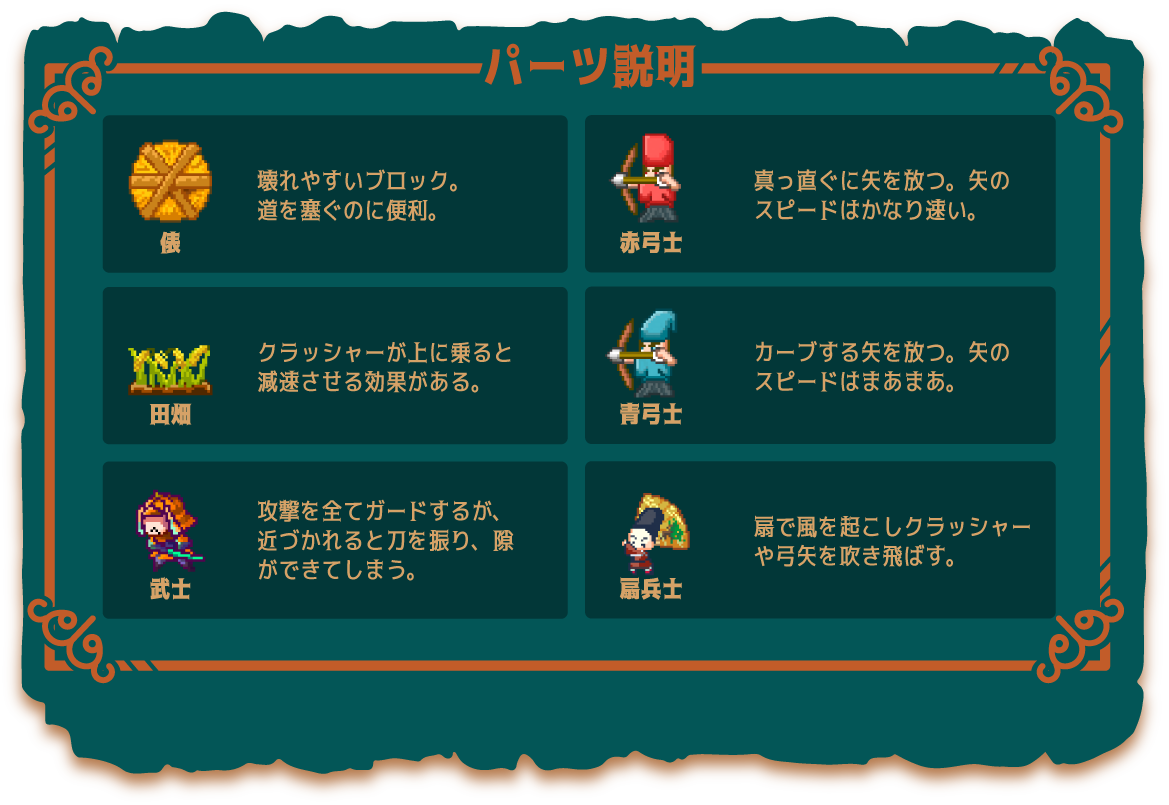 パーツ説明
壊れやすいブロック。
道を塞ぐのに便利。
俵
真っ直ぐに矢を放つ。矢の
スピードはかなり速い。
赤弓士
クラッシャーが上に乗ると
減速させる効果がある。
田畑
カーブする矢を放つ。矢の
スピードはまあまあ。
青弓士
攻撃を全てガードするが、
近づかれると刀を振り、隙
ができてしまう。
武士
扇で風を起こしクラッシャー
や弓矢を吹き飛ばす。
扇兵士